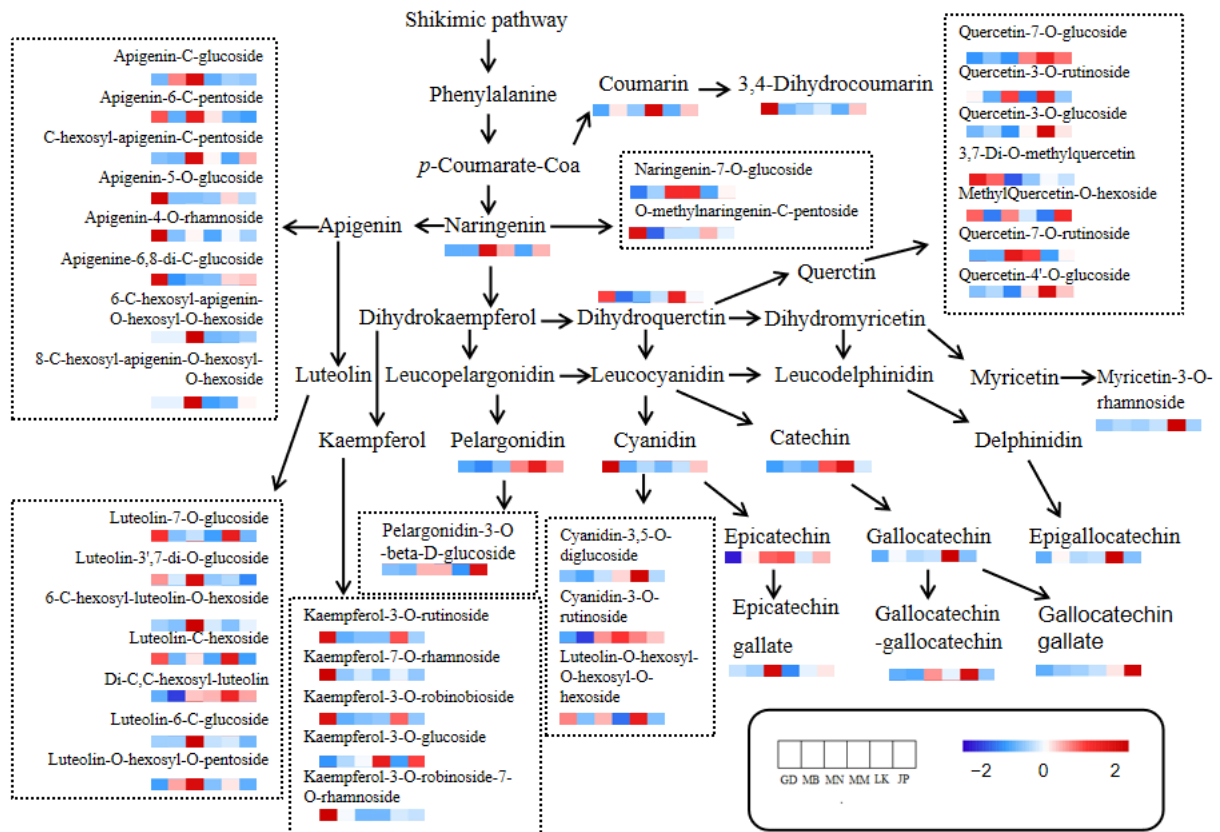 Shikimic pathway
Phenylalanine
p-Coumarate-Coa
Coumarin
3,4-Dihydrocoumarin
Apigenin-C-glucoside
Apigenin-6-C-pentoside
C-hexosyl-apigenin-C-pentoside
Apigenin-5-O-glucoside
Apigenin-4-O-rhamnoside
Apigenine-6,8-di-C-glucoside
6-C-hexosyl-apigenin-
O-hexosyl-O-hexoside
8-C-hexosyl-apigenin-O-hexosyl-
O-hexoside
Apigenin
Naringenin
Naringenin-7-O-glucoside
O-methylnaringenin-C-pentoside
Quercetin-7-O-glucoside
Quercetin-3-O-rutinoside
Quercetin-3-O-glucoside
3,7-Di-O-methylquercetin
MethylQuercetin-O-hexoside
Quercetin-7-O-rutinoside
Quercetin-4'-O-glucoside
Querctin
Dihydrokaempferol
Dihydroquerctin
Dihydromyricetin
Luteolin
Leucopelargonidin
Leucocyanidin
Leucodelphinidin
Myricetin
Myricetin-3-O-
rhamnoside
Kaempferol
Pelargonidin
Cyanidin
Catechin
Delphinidin
Luteolin-7-O-glucoside
Luteolin-3',7-di-O-glucoside
6-C-hexosyl-luteolin-O-hexoside
Luteolin-C-hexoside
Di-C,C-hexosyl-luteolin
Luteolin-6-C-glucoside
Luteolin-O-hexosyl-O-pentoside
Pelargonidin-3-O
-beta-D-glucoside
Kaempferol-3-O-rutinoside
Kaempferol-7-O-rhamnoside
Kaempferol-3-O-robinobioside
Kaempferol-3-O-glucoside
Kaempferol-3-O-robinoside-7-
O-rhamnoside
Cyanidin-3,5-O-
diglucoside
Cyanidin-3-O-
rutinoside
Luteolin-O-hexosyl-
O-hexosyl-O-
hexoside
Epicatechin
Gallocatechin
Epigallocatechin
Epicatechin
gallate
Gallocatechin
-gallocatechin
Gallocatechin
gallate
GD MB MN MM LK JP
−2 0 2